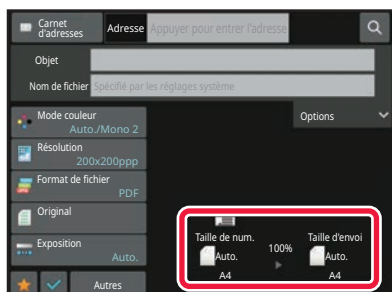 Carnet
d'adresses
Adresse
Appuyer pour entrer l'adresse
Objet
Nom de fichier
Spécifié par les réglages système
Mode couleur
Auto./Mono 2
Options
Résolution
200x200ppp
Format de fichier
PDF
Original
Exposition
Auto.
Taille de num.
100%
Taille d'envoi
Auto.
Auto.
A4
A4
Autres